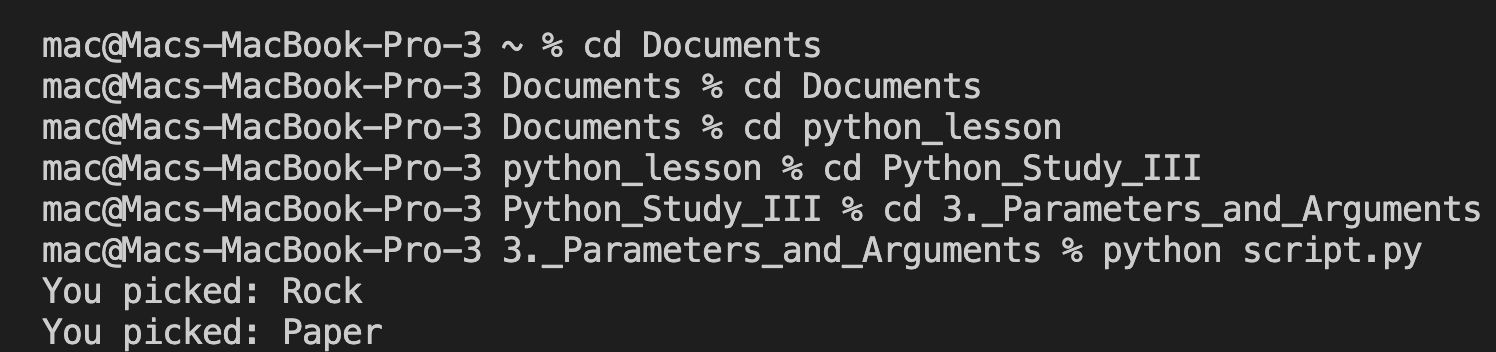 mac@Macs-MacBook-Pro-3 ~ % cd Documents
mac@Macs-MacBook-Pro-3 Documents % cd Documents
mac@Macs-MacBook-Pro-3 Documents % cd python_lesson
mac@Macs-MacBook-Pro-3 python_lesson % cd Python_Study_III
mac@Macs-MacBook-Pro-3 Python_Study_III % cd 3._Parameters_and_Arguments
mac@Macs-MacBook-Pro-3 3._Parameters_and_Arguments % python script.py
You picked: Rock
You picked: Paper